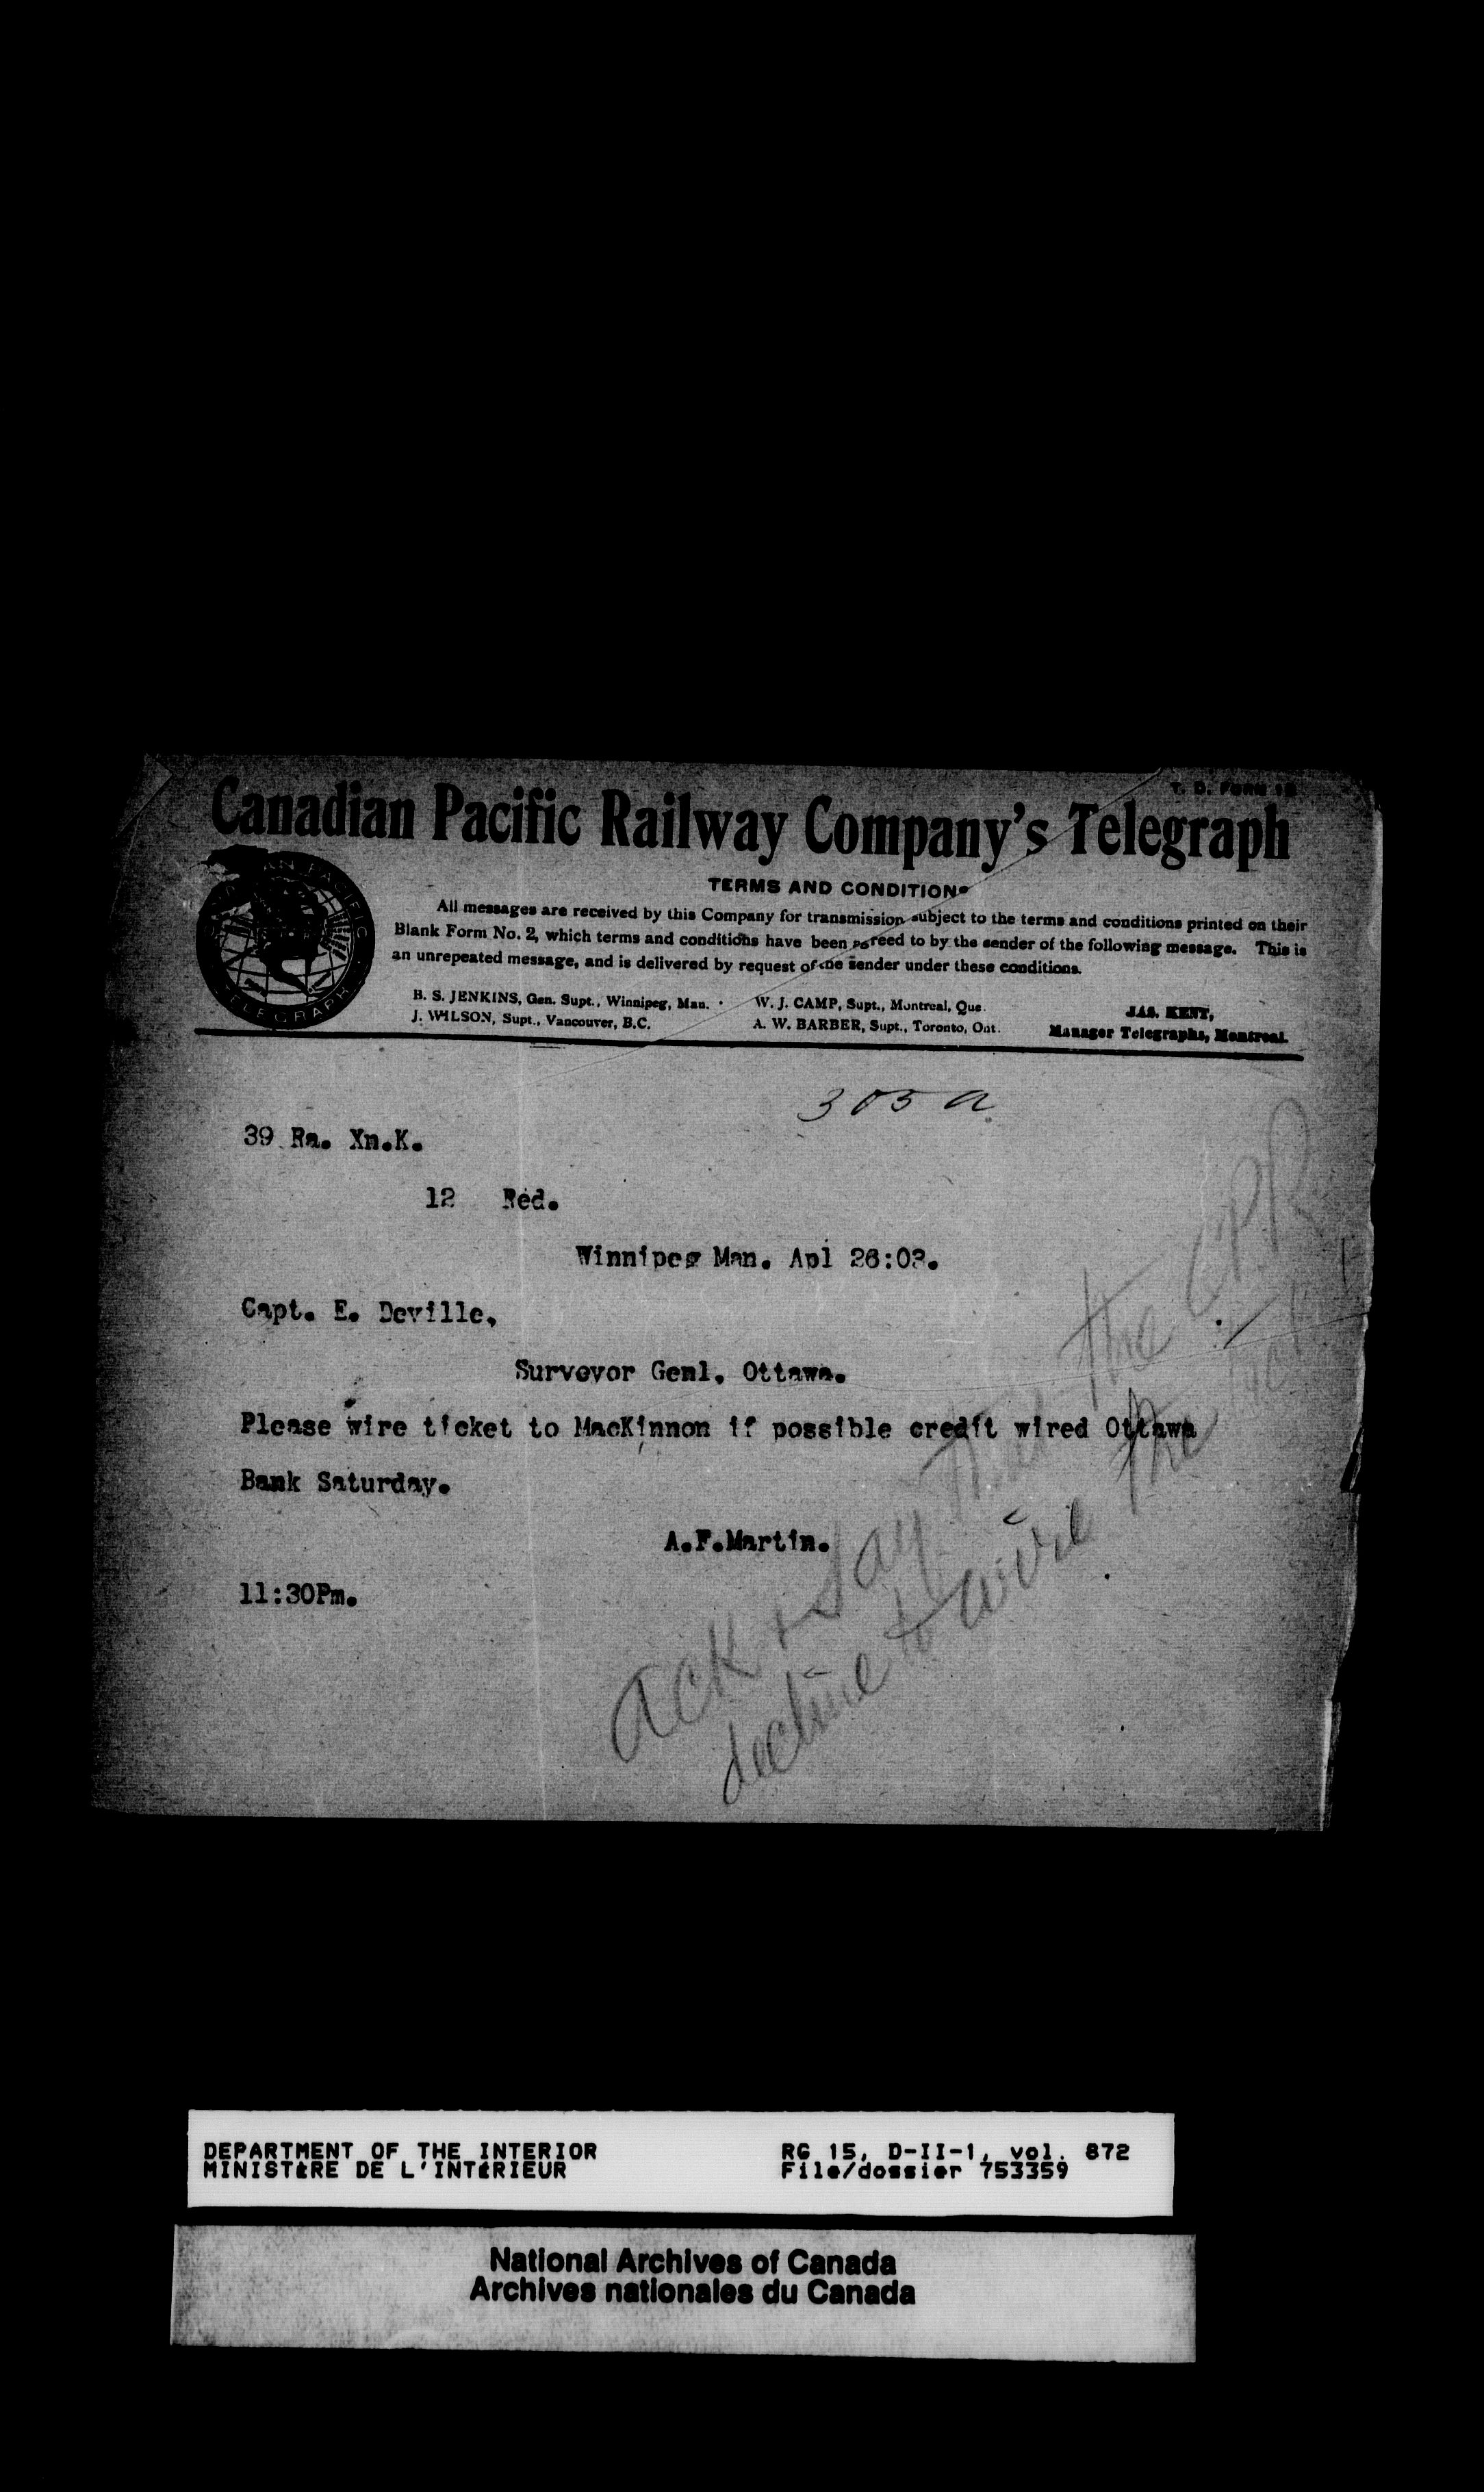 T. D. FORM 1B
Canadian Pacific Railway Company's Telegraph
CANADIAN PACIFIC
TELEGRAPH
TERMS AND CONDITIONS
All messages are received by this Company for transmission subject to the terms and conditions printed on their
Blank Form No. 2, which terms and conditions have been agreed to by the sender of the following message. This is
an unrepeated message, and is delivered by request of the sender under these conditions.
B. S. JENKINS, Gen. Supt., Winnipeg, Man.
J. WILSON, Supt., Vancouver, B.C.
W. J. CAMP, Supt., Montreal, Que.
A. W. BARBER, Supt., Toronto, Ont.
JAS. KENT,
Manager Telegraphs, Montreal.
305 a
39 Ra. Xn.K.
12 Red.
Winnipeg Man. Apl 26:03.
Capt. E. Deville,
Surveyor Genl, Ottawa.
Please wire ticket to MacKinnon if possible credit wired Ottawa
Bank Saturday.
A.F.Martin.
11:30Pm.
Ack & say that the CPR
decline to wire the
DEPARTMENT OF THE INTERIOR
MINISTÈRE DE L'INTÉRIEUR
RG 15, D-II-1, vol. 872
File/dossier 753359
National Archives of Canada
Archives nationales du Canada